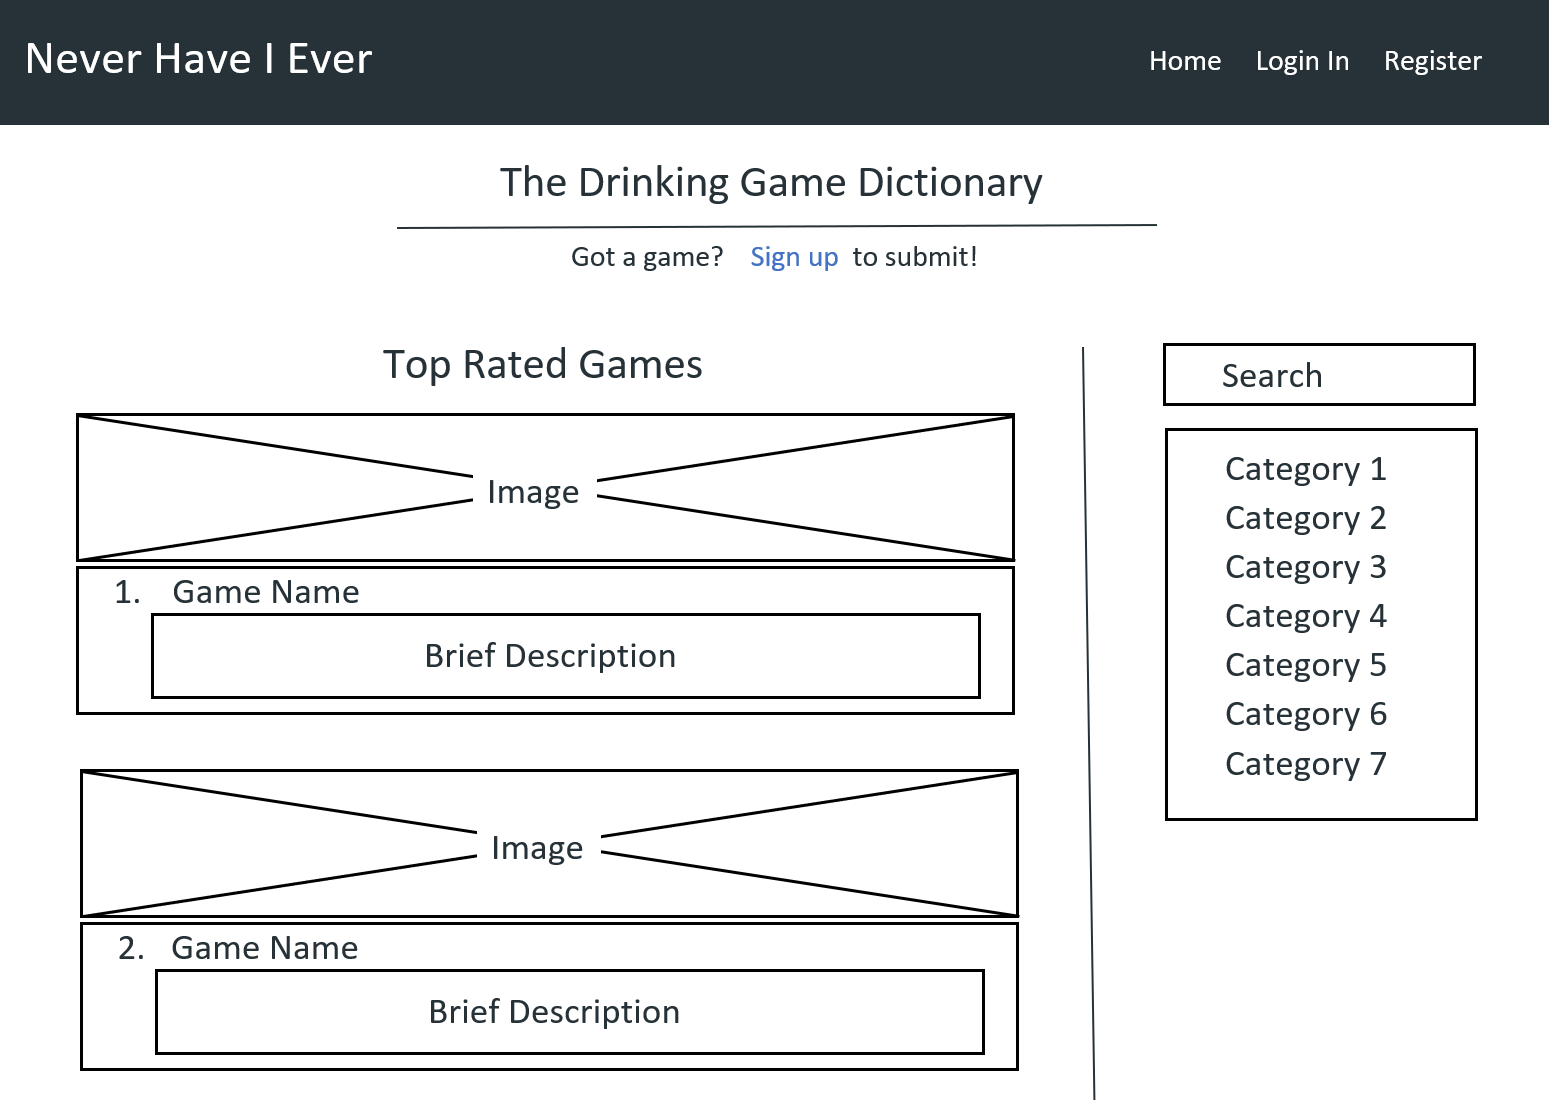 Never Have I Ever
Home Login In Register
The Drinking Game Dictionary
Got a game? Sign up to submit!
Top Rated Games
Image
1. Game Name
Brief Description
Image
2. Game Name
Brief Description
Search
Category 1
Category 2
Category 3
Category 4
Category 5
Category 6
Category 7